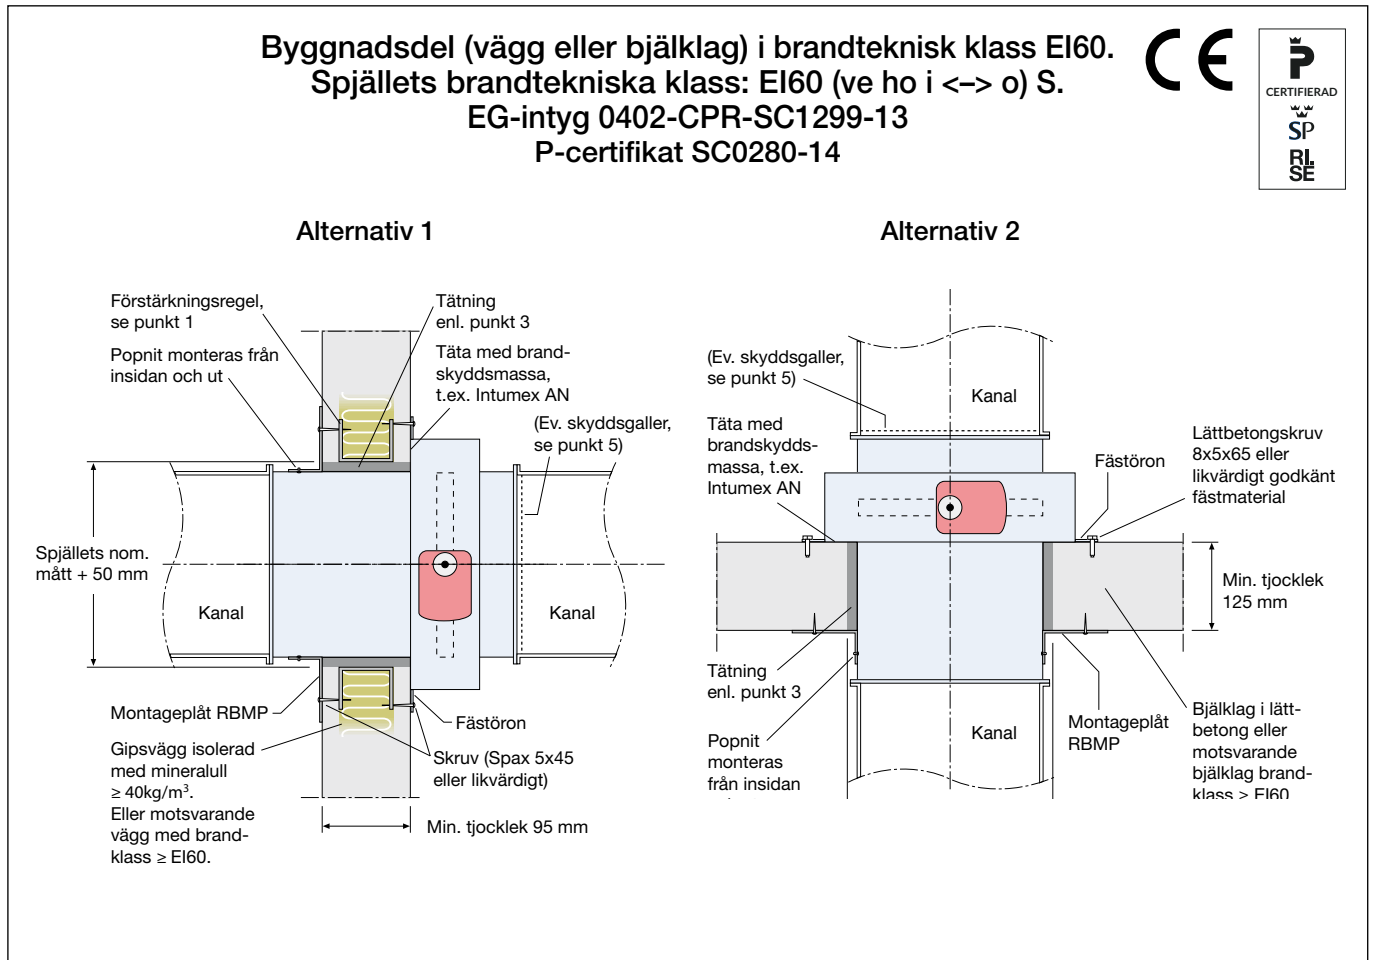 Byggnadsdel (vägg eller bjälklag) i brandteknisk klass EI60.
Spjällets brandtekniska klass: EI60 (ve ho i <–> o) S.
EG-intyg 0402-CPR-SC1299-13
P-certifikat SC0280-14
CE
P
CERTIFIERAD
SP
RI.
SE
Alternativ 1
Förstärkningsregel,
se punkt 1
Popnit monteras från
insidan och ut
Tätning
enl. punkt 3
Täta med brand-
skyddsmassa,
t.ex. Intumex AN
(Ev. skyddsgaller,
se punkt 5)
Spjällets nom.
mått + 50 mm
Kanal
Kanal
Montageplåt RBMP
Gipsvägg isolerad
med mineralull
≥ 40kg/m³.
Eller motsvarande
vägg med brand-
klass ≥ EI60.
Fästöron
Skruv (Spax 5x45
eller likvärdigt)
Min. tjocklek 95 mm
Alternativ 2
(Ev. skyddsgaller,
se punkt 5)
Kanal
Täta med
brandskydds-
massa, t.ex.
Intumex AN
Fästöron
Lättbetongskruv
8x5x65 eller
likvärdigt godkänt
fästmaterial
Min. tjocklek
125 mm
Tätning
enl. punkt 3
Popnit
monteras
från insidan
Kanal
Montageplåt
RBMP
Bjälklag i lätt-
betong eller
motsvarande
bjälklag brand-
klass ≥ EI60